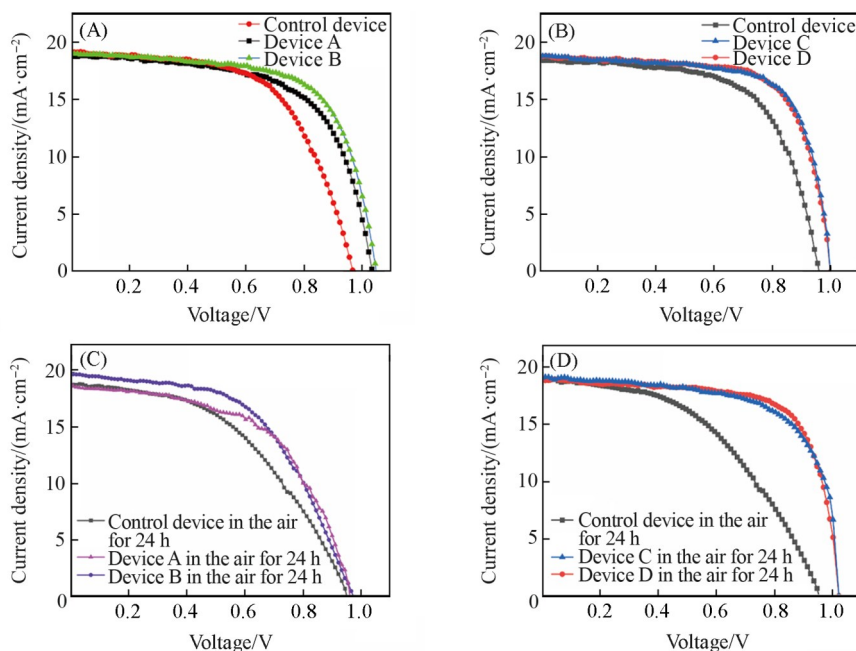 (A)
Control device
Device A
Device B
Current density/(mA·cm⁻²)
20
15
10
5
0
0.2 0.4 0.6 0.8 1.0
Voltage/V
(B)
Control device
Device C
Device D
Current density/(mA·cm⁻²)
20
15
10
5
0
0.2 0.4 0.6 0.8 1.0
Voltage/V
(C)
Current density/(mA·cm⁻²)
20
15
10
5
0
Control device in the air
for 24 h
Device A in the air for 24 h
Device B in the air for 24 h
0.2 0.4 0.6 0.8 1.0
Voltage/V
(D)
Current density/(mA·cm⁻²)
20
15
10
5
0
Control device in the air
for 24 h
Device C in the air for 24 h
Device D in the air for 24 h
0.2 0.4 0.6 0.8 1.0
Voltage/V